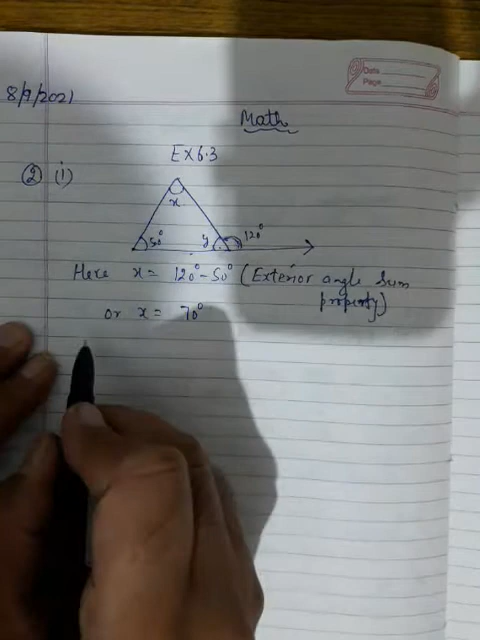 Date
Page
8/9/2021
Math
Ex 6.3
② (i)
x
50° y 120°
Here x = 120° - 50° (Exterior angle sum
property)
or x = 70°